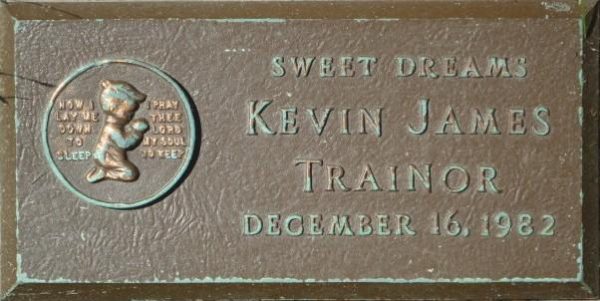 NOW I
LAY ME
DOWN
TO
SLEEP
I PRAY
THEE
LORD
MY SOUL
TO KEEP
SWEET DREAMS
KEVIN JAMES
TRAINOR
DECEMBER 16, 1982